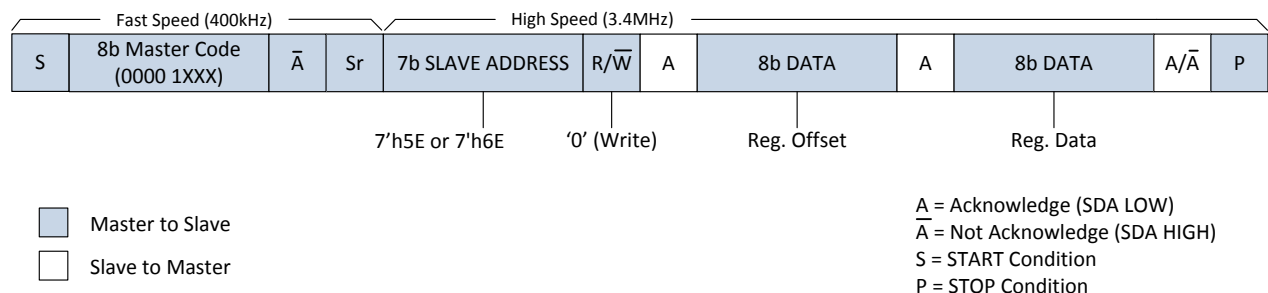 Fast Speed (400kHz) High Speed (3.4MHz)
S 8b Master Code (0000 1XXX) A̅ Sr 7b SLAVE ADDRESS R/W̅ A 8b DATA A 8b DATA A/A̅ P
7'h5E or 7'h6E '0' (Write) Reg. Offset Reg. Data
Master to Slave
Slave to Master
A = Acknowledge (SDA LOW)
A̅ = Not Acknowledge (SDA HIGH)
S = START Condition
P = STOP Condition